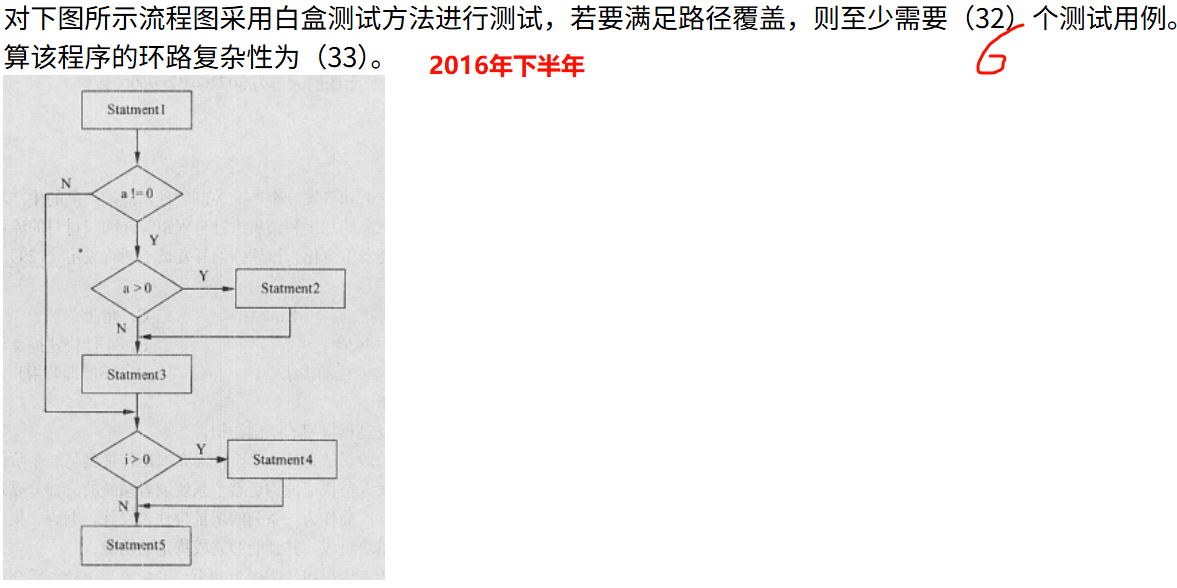 对下图所示流程图采用白盒测试方法进行测试，若要满足路径覆盖，则至少需要（32）个测试用例。
算该程序的环路复杂性为（33）。
2016年下半年
6
Statment1
N
a!=0
Y
a>0
Y
Statment2
N
Statment3
i>0
Y
Statment4
N
Statment5